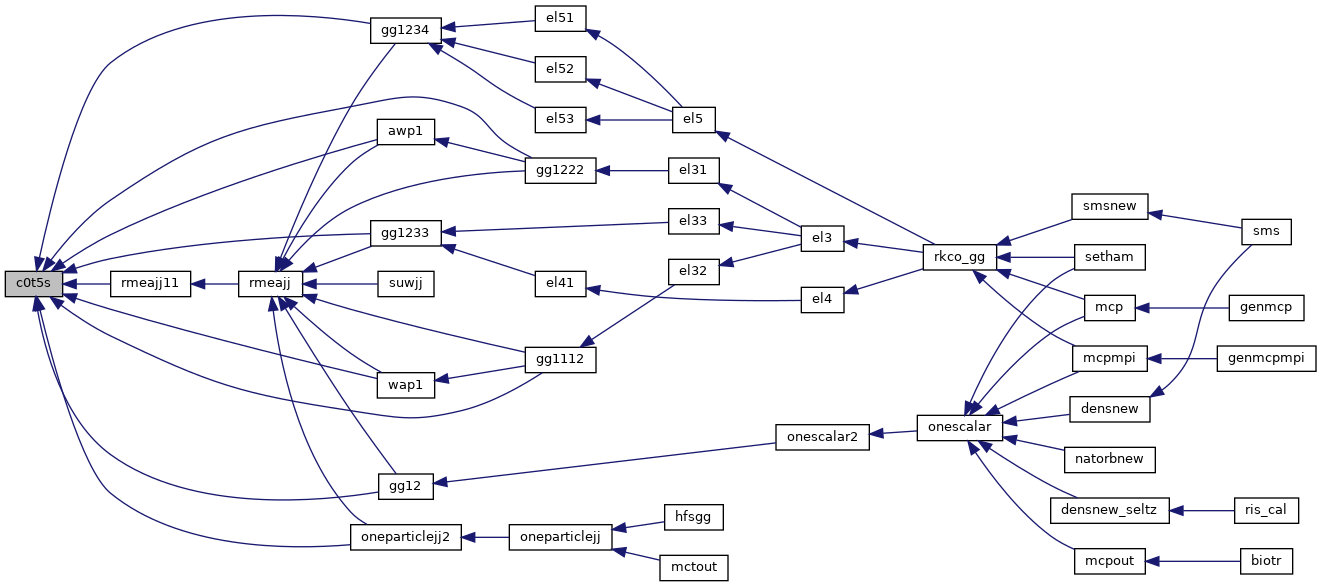 c0t5s
gg1234
awp1
gg1233
rmeajj11
rmeajj
suwjj
wap1
gg12
oneparticlejj2
el51
el52
el53
gg1222
el41
gg1112
oneparticlejj
el5
el31
el33
el32
hfsgg
mctout
el3
el4
onescalar2
rkco_gg
onescalar
smsnew
setham
mcp
mcpmpi
densnew
natorbnew
densnew_seltz
mcpout
sms
genmcp
genmcpmpi
ris_cal
biotr